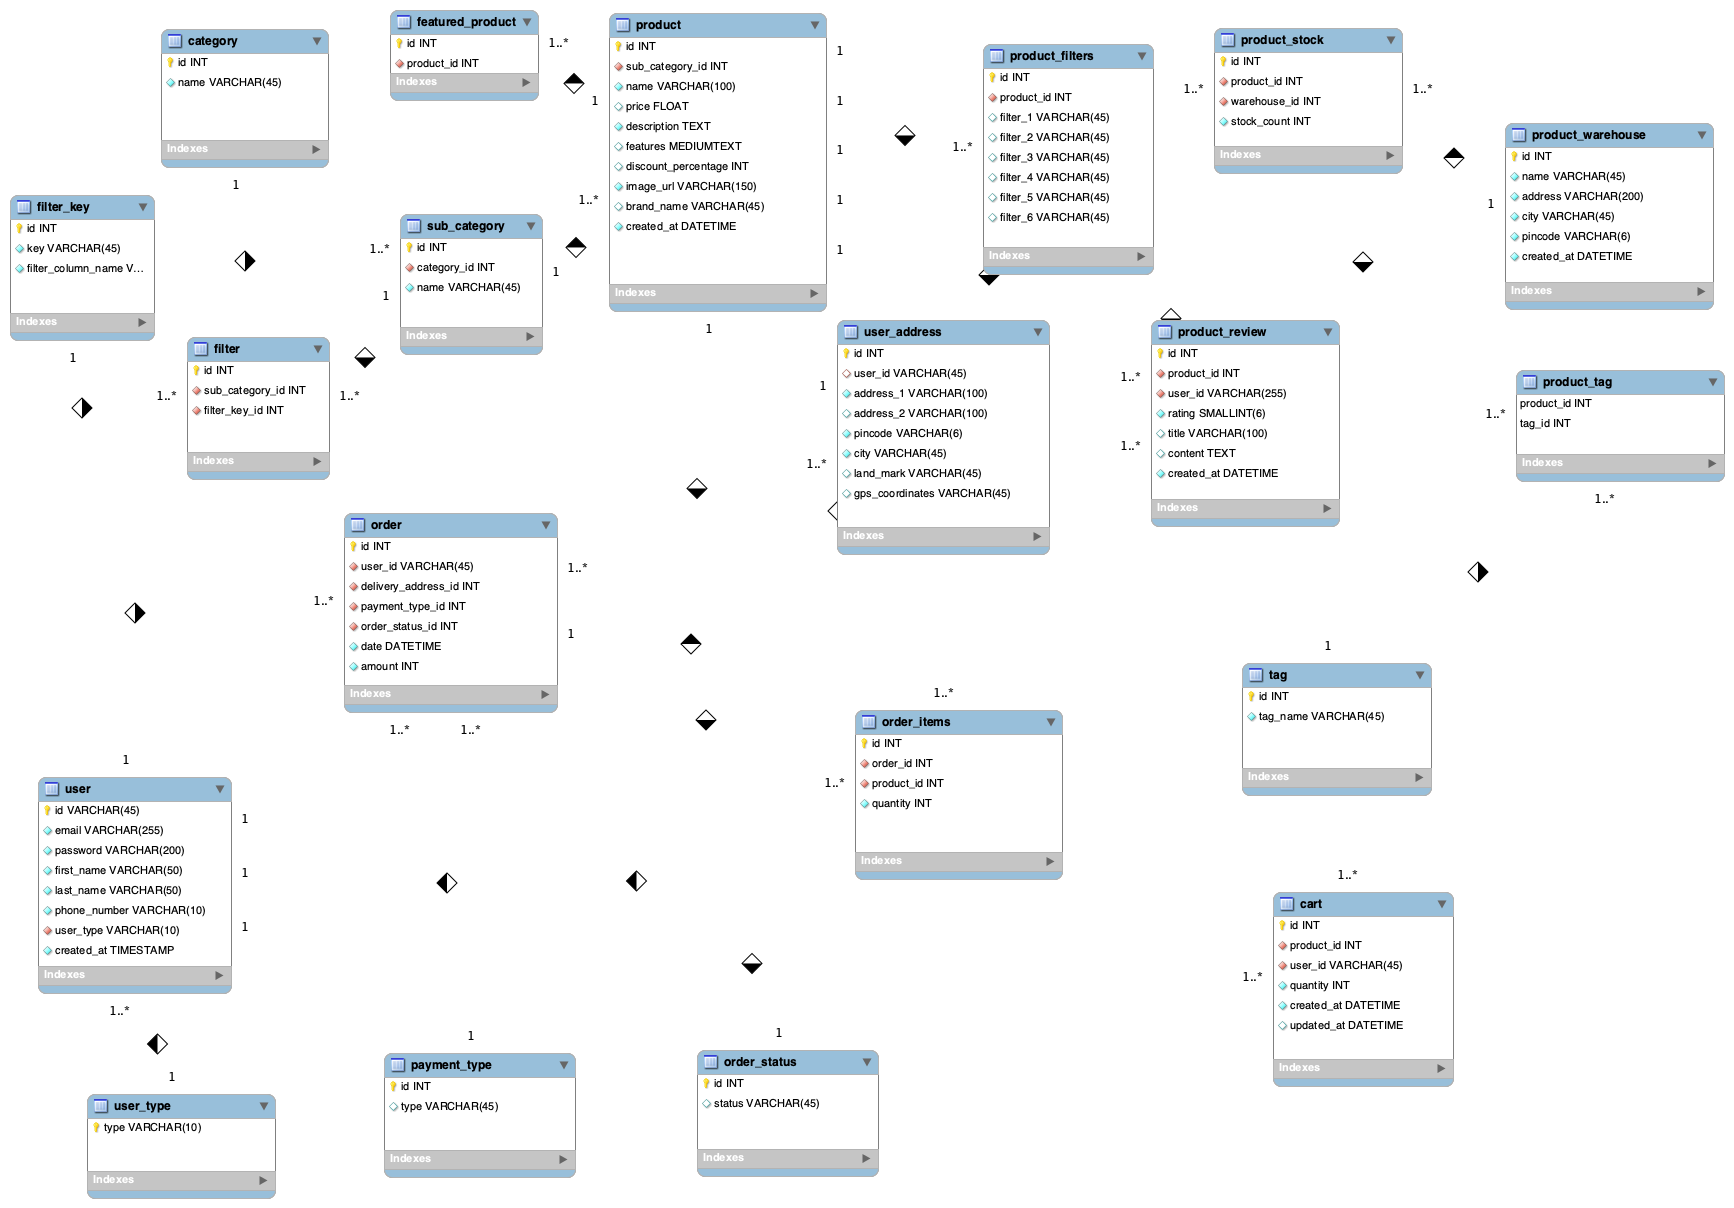 category
id INT
name VARCHAR(45)
Indexes
1
featured_product
id INT
product_id INT
Indexes
1..*
1
product
id INT
sub_category_id INT
name VARCHAR(100)
price FLOAT
description TEXT
features MEDIUMTEXT
discount_percentage INT
image_url VARCHAR(150)
brand_name VARCHAR(45)
created_at DATETIME
Indexes
1
1
1
1
1
1..*
1
product_filters
id INT
product_id INT
filter_1 VARCHAR(45)
filter_2 VARCHAR(45)
filter_3 VARCHAR(45)
filter_4 VARCHAR(45)
filter_5 VARCHAR(45)
filter_6 VARCHAR(45)
Indexes
1..*
product_stock
id INT
product_id INT
warehouse_id INT
stock_count INT
Indexes
1..*
1..*
product_warehouse
id INT
name VARCHAR(45)
address VARCHAR(200)
city VARCHAR(45)
pincode VARCHAR(6)
created_at DATETIME
Indexes
1
filter_key
id INT
key VARCHAR(45)
filter_column_name V...
Indexes
1
sub_category
id INT
category_id INT
name VARCHAR(45)
Indexes
1..*
1
1
filter
id INT
sub_category_id INT
filter_key_id INT
Indexes
1..*
1..*
user_address
id INT
user_id VARCHAR(45)
address_1 VARCHAR(100)
address_2 VARCHAR(100)
pincode VARCHAR(6)
city VARCHAR(45)
land_mark VARCHAR(45)
gps_coordinates VARCHAR(45)
Indexes
1
1..*
product_review
id INT
product_id INT
user_id VARCHAR(255)
rating SMALLINT(6)
title VARCHAR(100)
content TEXT
created_at DATETIME
Indexes
1..*
1..*
product_tag
product_id INT
tag_id INT
Indexes
1..*
1..*
order
id INT
user_id VARCHAR(45)
delivery_address_id INT
payment_type_id INT
order_status_id INT
date DATETIME
amount INT
Indexes
1..*
1..*
1
1..*
1..*
1
tag
id INT
tag_name VARCHAR(45)
Indexes
1..*
order_items
id INT
order_id INT
product_id INT
quantity INT
Indexes
1..*
1
user
id VARCHAR(45)
email VARCHAR(255)
password VARCHAR(200)
first_name VARCHAR(50)
last_name VARCHAR(50)
phone_number VARCHAR(10)
user_type VARCHAR(10)
created_at TIMESTAMP
Indexes
1
1
1
1..*
1..*
cart
id INT
product_id INT
user_id VARCHAR(45)
quantity INT
created_at DATETIME
updated_at DATETIME
Indexes
1..*
1
user_type
type VARCHAR(10)
Indexes
1
payment_type
id INT
type VARCHAR(45)
Indexes
1
order_status
id INT
status VARCHAR(45)
Indexes